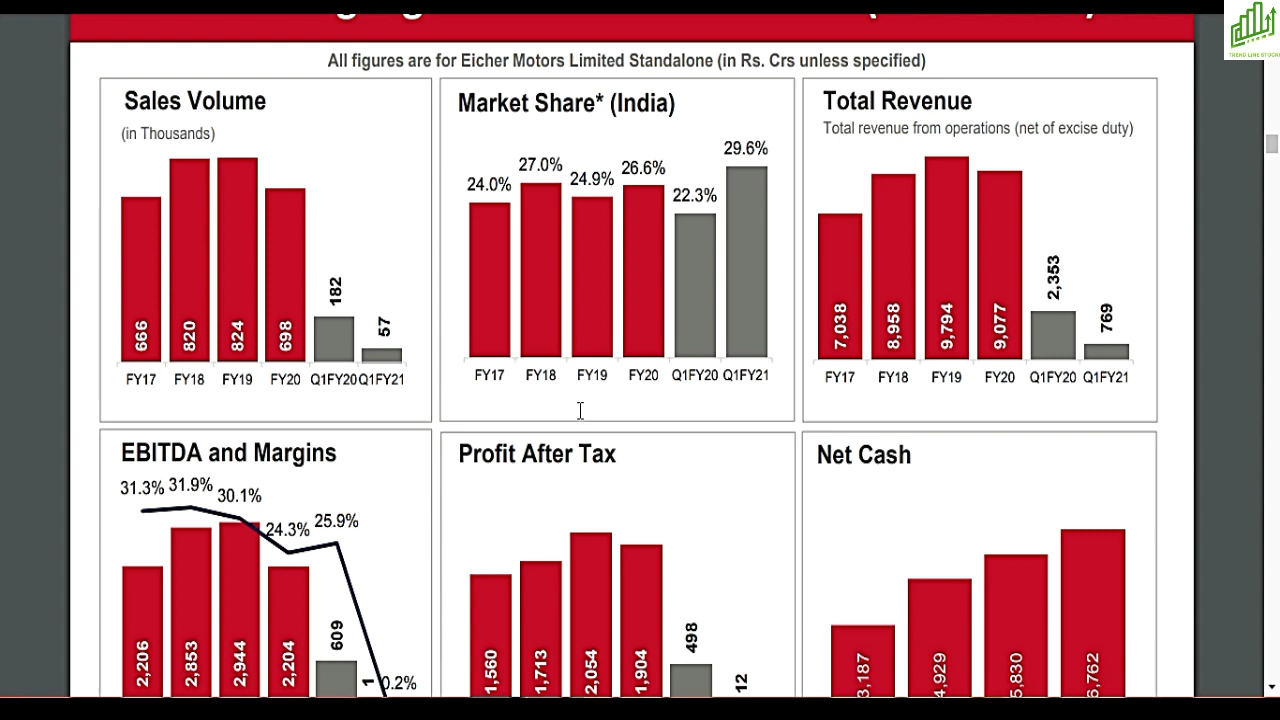 TREND LINE STOCKS
All figures are for Eicher Motors Limited Standalone (in Rs. Crs unless specified)
Sales Volume
(in Thousands)
666
820
824
698
182
57
FY17 FY18 FY19 FY20 Q1FY20 Q1FY21
Market Share* (India)
24.0% 27.0% 24.9% 26.6% 22.3% 29.6%
FY17 FY18 FY19 FY20 Q1FY20 Q1FY21
Total Revenue
Total revenue from operations (net of excise duty)
7,038
8,958
9,794
9,077
2,353
769
FY17 FY18 FY19 FY20 Q1FY20 Q1FY21
EBITDA and Margins
31.3% 31.9% 30.1% 24.3% 25.9% 0.2%
2,206
2,853
2,944
2,204
609
1
Profit After Tax
1,560
1,713
2,054
1,904
498
12
Net Cash
3,187
4,929
5,830
6,762